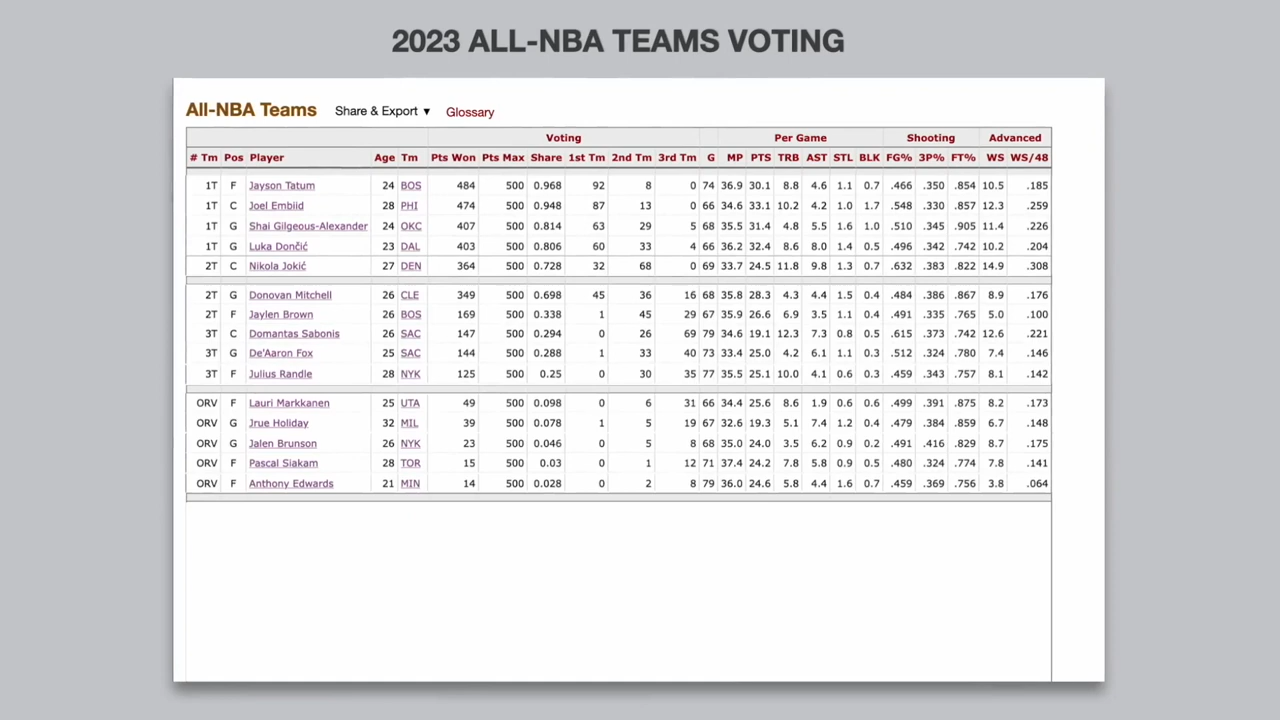 2023 ALL-NBA TEAMS VOTING
All-NBA Teams Share & Export ▼ Glossary
Voting Per Game Shooting Advanced
# Tm Pos Player Age Tm Pts Won Pts Max Share 1st Tm 2nd Tm 3rd Tm G MP PTS TRB AST STL BLK FG% 3P% FT% WS WS/48
1T F Jayson Tatum 24 BOS 484 500 0.968 92 8 0 74 36.9 30.1 8.8 4.6 1.1 0.7 .466 .350 .854 10.5 .185
1T C Joel Embiid 28 PHI 474 500 0.948 87 13 0 66 34.6 33.1 10.2 4.2 1.0 1.7 .548 .330 .857 12.3 .259
1T G Shai Gilgeous-Alexander 24 OKC 407 500 0.814 63 29 5 68 35.5 31.4 4.8 5.5 1.6 1.0 .510 .345 .905 11.4 .226
1T G Luka Dončić 23 DAL 403 500 0.806 60 33 4 66 36.2 32.4 8.6 8.0 1.4 0.5 .496 .342 .742 10.2 .204
2T C Nikola Jokić 27 DEN 364 500 0.728 32 68 0 69 33.7 24.5 11.8 9.8 1.3 0.7 .632 .383 .822 14.9 .308
2T G Donovan Mitchell 26 CLE 349 500 0.698 45 36 16 68 35.8 28.3 4.3 4.4 1.5 0.4 .484 .386 .867 8.9 .176
2T F Jaylen Brown 26 BOS 169 500 0.338 1 45 29 67 35.9 26.6 6.9 3.5 1.1 0.4 .491 .335 .765 5.0 .100
3T C Domantas Sabonis 26 SAC 147 500 0.294 0 26 69 79 34.6 19.1 12.3 7.3 0.8 0.5 .615 .373 .742 12.6 .221
3T G De'Aaron Fox 25 SAC 144 500 0.288 1 33 40 73 33.4 25.0 4.2 6.1 1.1 0.3 .512 .324 .780 7.4 .146
3T F Julius Randle 28 NYK 125 500 0.25 0 30 35 77 35.5 25.1 10.0 4.1 0.6 0.3 .459 .343 .757 8.1 .142
ORV F Lauri Markkanen 25 UTA 49 500 0.098 0 6 31 66 34.4 25.6 8.6 1.9 0.6 0.6 .499 .391 .875 8.2 .173
ORV G Jrue Holiday 32 MIL 39 500 0.078 1 5 19 67 32.6 19.3 5.1 7.4 1.2 0.4 .479 .384 .859 6.7 .148
ORV G Jalen Brunson 26 NYK 23 500 0.046 0 5 8 68 35.0 24.0 3.5 6.2 0.9 0.2 .491 .416 .829 8.7 .175
ORV F Pascal Siakam 28 TOR 15 500 0.03 0 1 12 71 37.4 24.2 7.8 5.8 0.9 0.5 .480 .324 .774 7.8 .141
ORV F Anthony Edwards 21 MIN 14 500 0.028 0 2 8 79 36.0 24.6 5.8 4.4 1.6 0.7 .459 .369 .756 3.8 .064